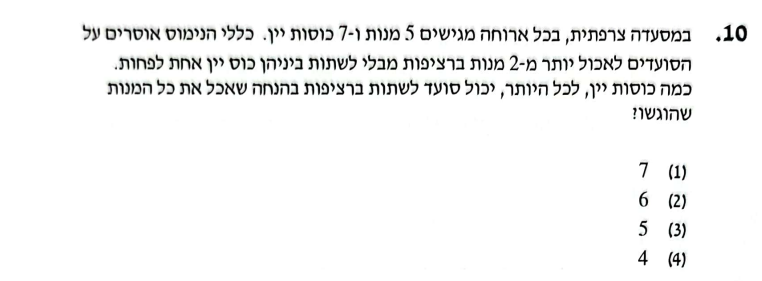 10. במסעדה צרפתית, בכל ארוחה מגישים 5 מנות ו-7 כוסות יין. כללי הנימוס אוסרים על
הסועדים לאכול יותר מ-2 מנות ברציפות מבלי לשתות ביניהן כוס יין אחת לפחות.
כמה כוסות יין, לכל היותר, יכול סועד לשתות ברציפות בהנחה שאכל את כל המנות
שהוגשו?
(1) 7
(2) 6
(3) 5
(4) 4